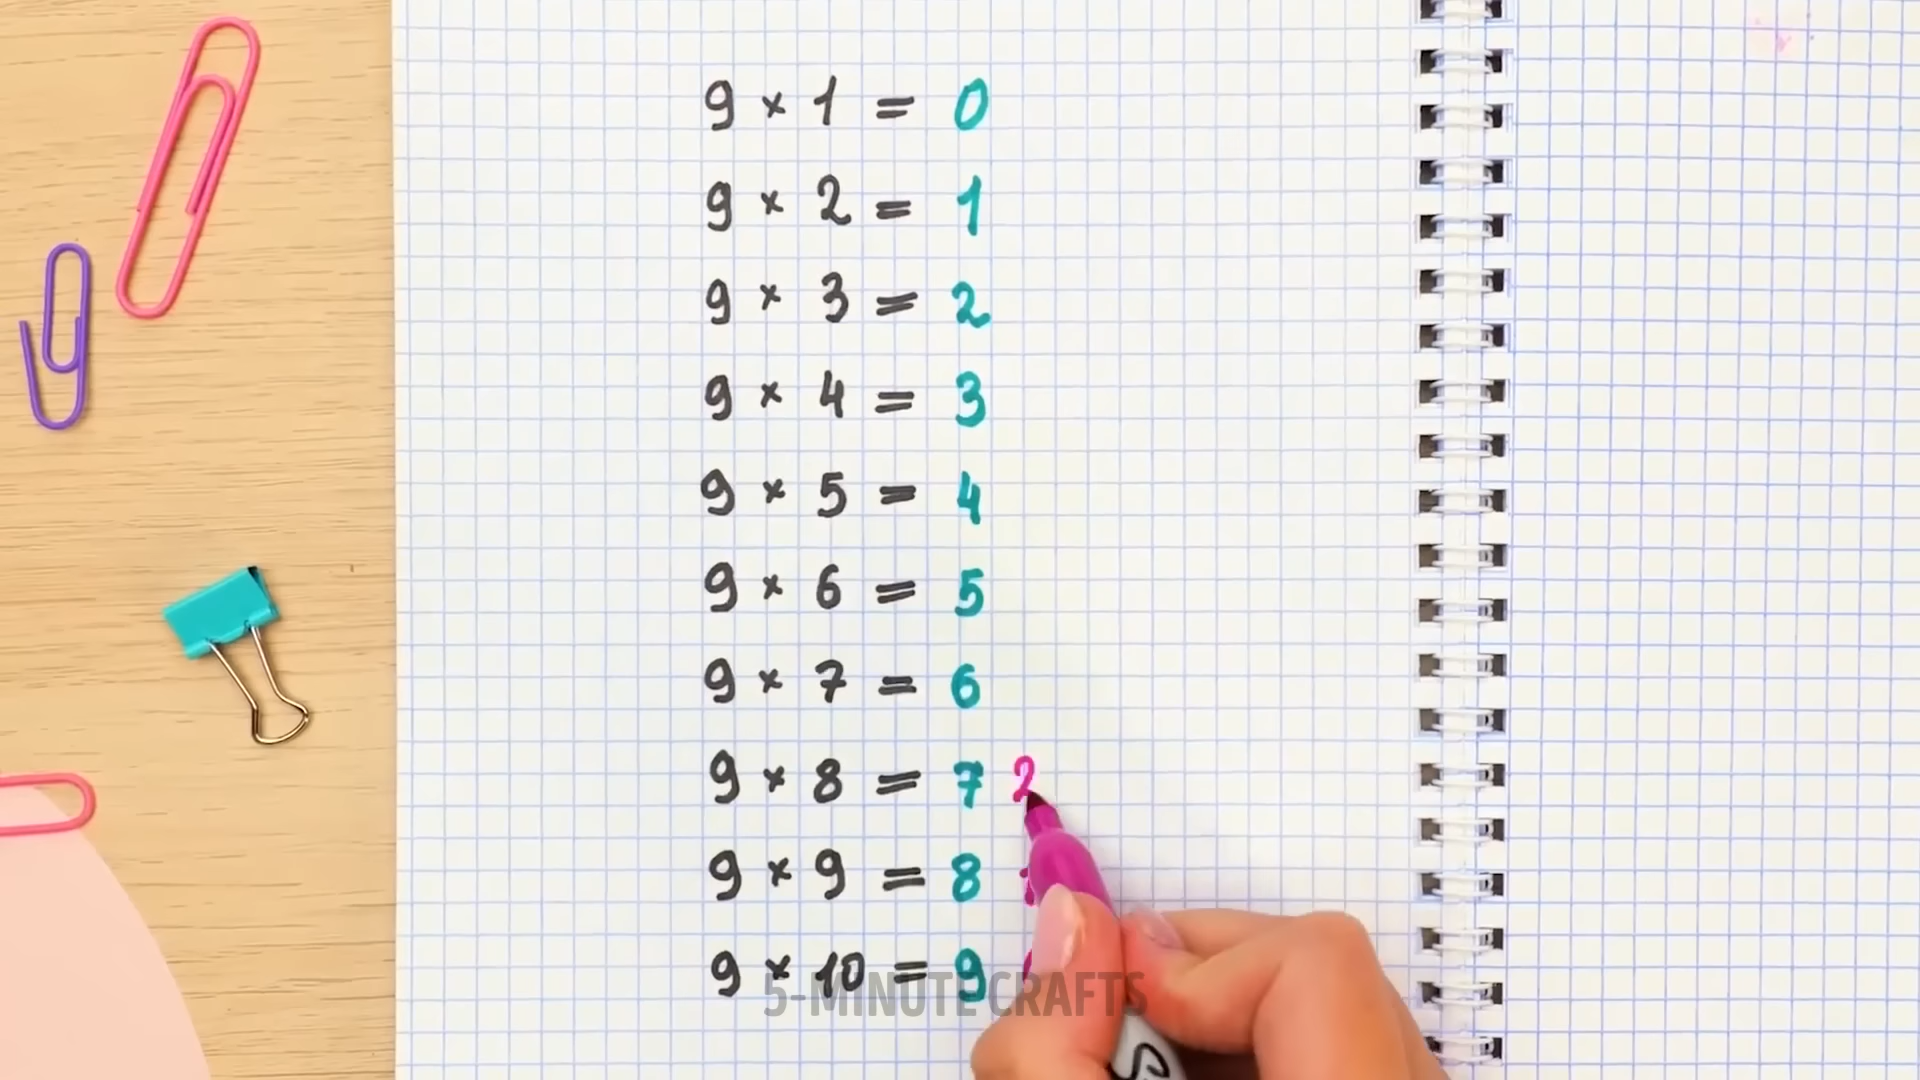 9 × 1 = 0
9 × 2 = 1
9 × 3 = 2
9 × 4 = 3
9 × 5 = 4
9 × 6 = 5
9 × 7 = 6
9 × 8 = 7 2
9 × 9 = 8
9 × 10 = 9
5-MINUTE CRAFTS